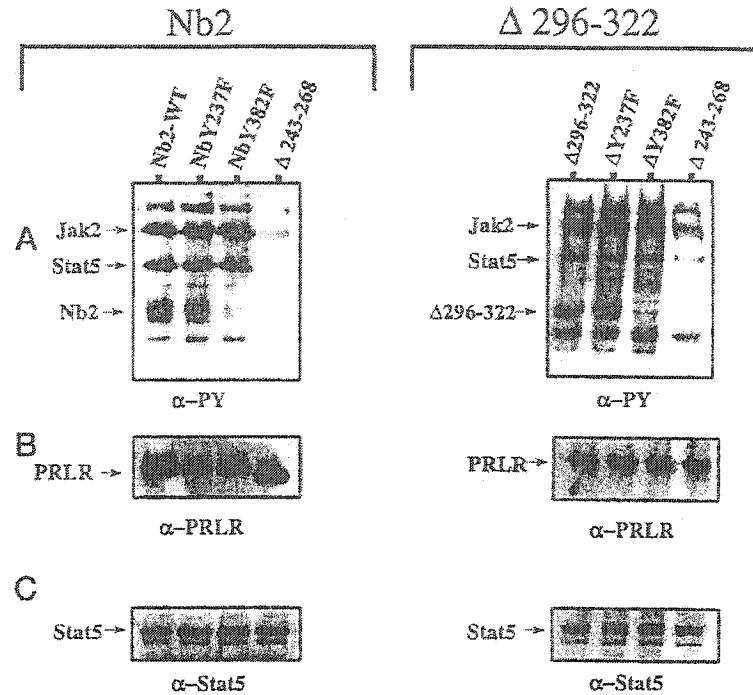 Nb2
Δ 296-322
Nb2-WT
NbY237F
NbY382F
Δ 243-268
Δ296-322
ΔY237F
ΔY382F
Δ 243-268
A
Jak2
Stat5
Nb2
α–PY
Jak2
Stat5
Δ296-322
α–PY
B
PRLR
α–PRLR
PRLR
α–PRLR
C
Stat5
α–Stat5
Stat5
α–Stat5